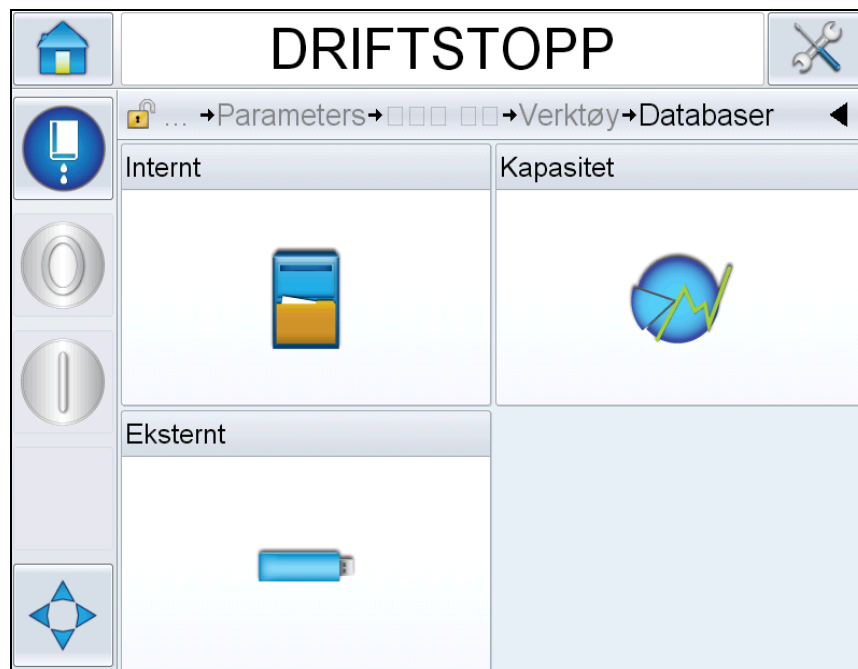 DRIFTSTOPP
... →Parameters→□□□ □□→Verktøy→Databaser
Internt
Kapasitet
Eksternt